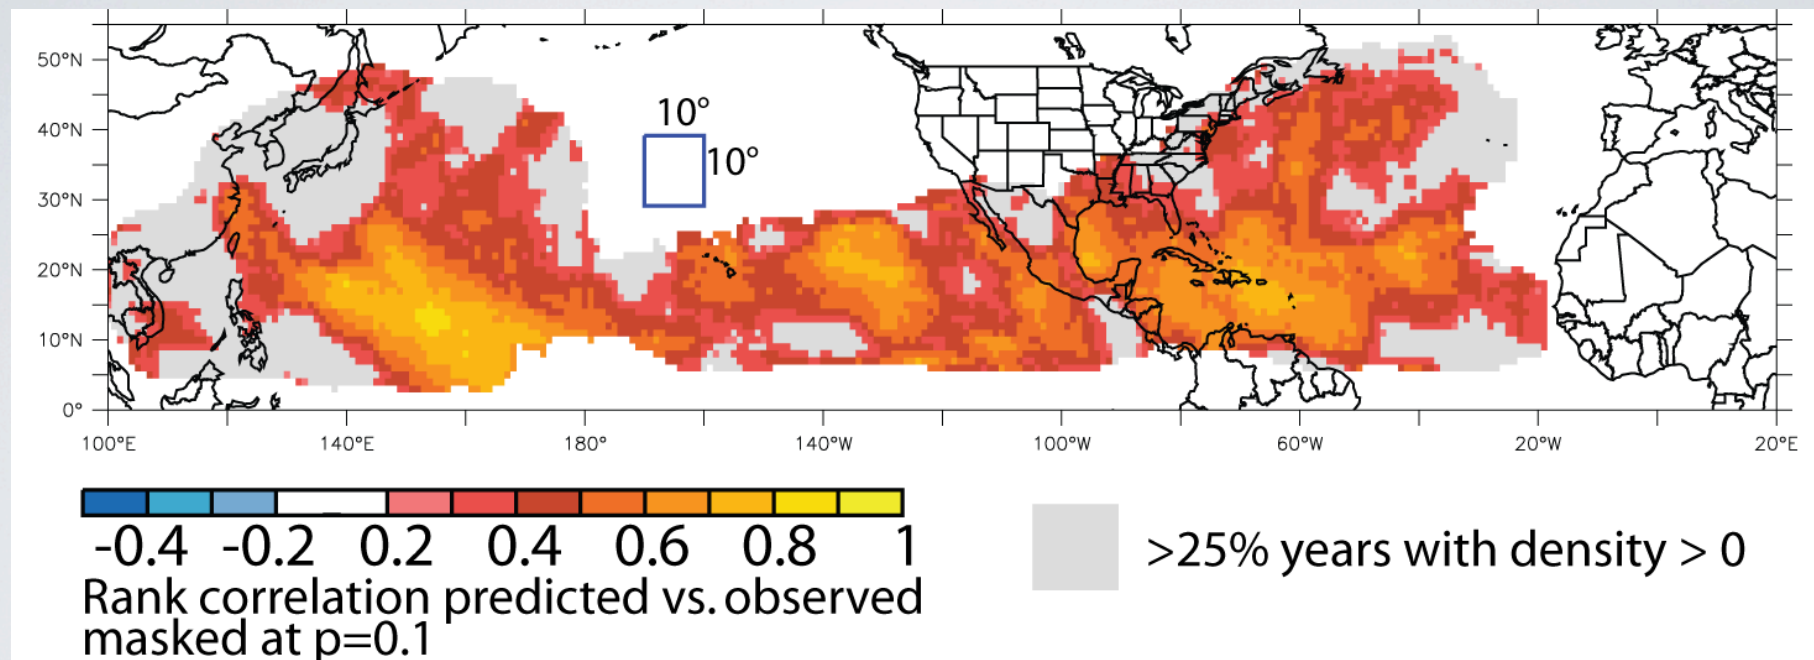 50°N
40°N
30°N
20°N
10°N
0°
10°
10°
100°E 140°E 180° 140°W 100°W 60°W 20°W 20°E
-0.4 -0.2 0.2 0.4 0.6 0.8 1
Rank correlation predicted vs. observed
masked at p=0.1
>25% years with density > 0